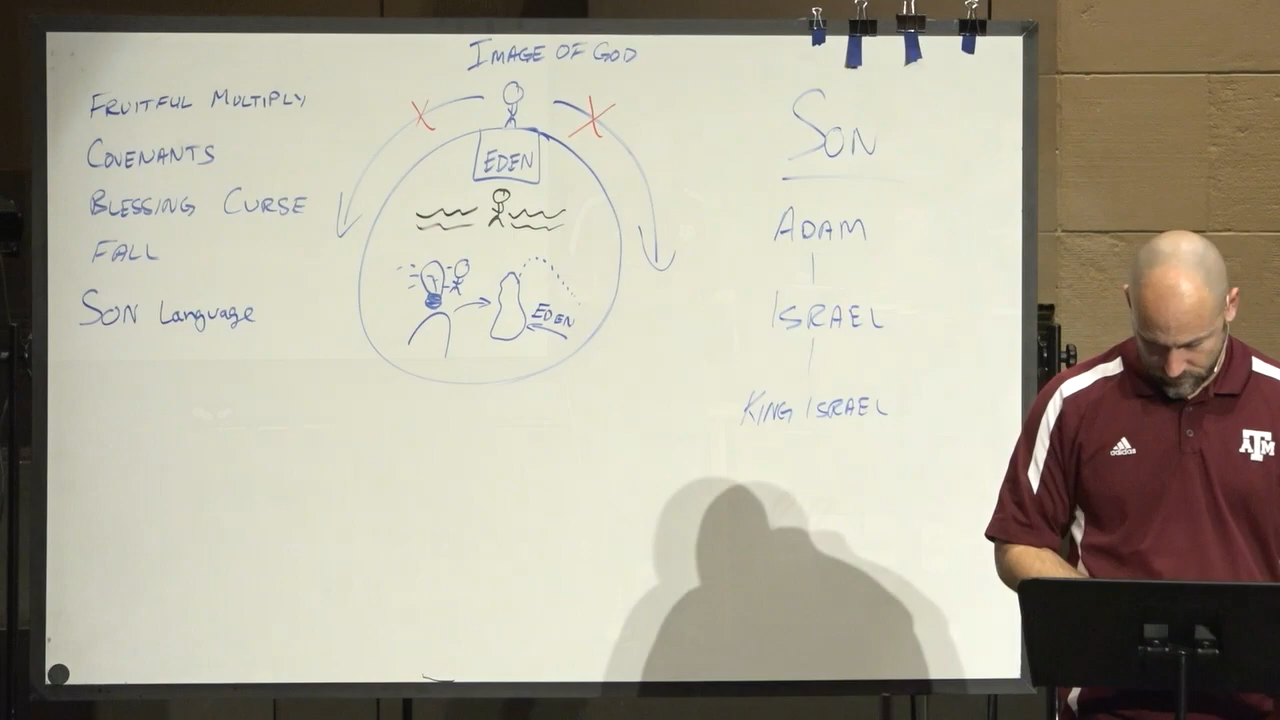 IMAGE OF GOD
FRUITFUL MULTIPLY
COVENANTS
BLESSING CURSE
FALL
SON Language
EDEN
EDEN
SON
ADAM
ISRAEL
KING ISRAEL
adidas
ATM